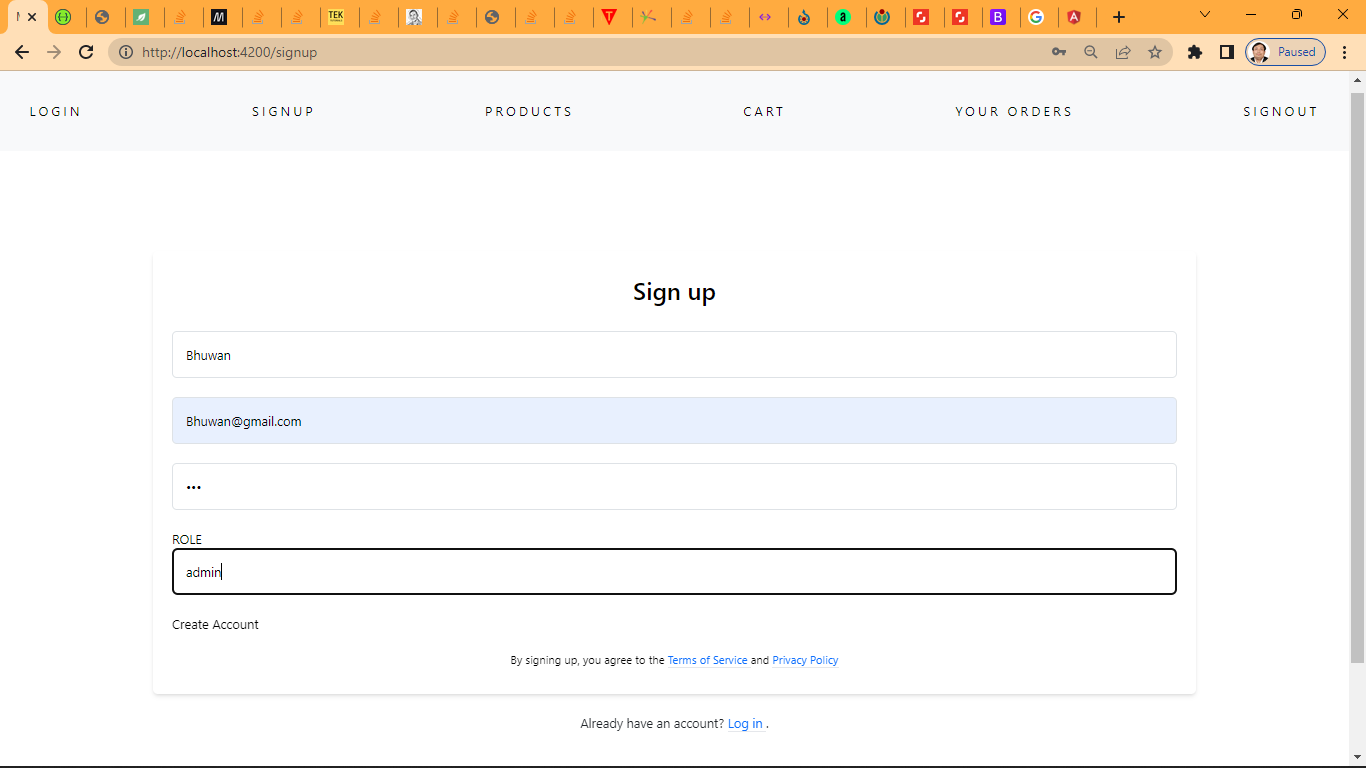 TEK
http://localhost:4200/signup
Paused
LOGIN SIGNUP PRODUCTS CART YOUR ORDERS SIGNOUT
Sign up
Bhuwan
Bhuwan@gmail.com
•••
ROLE
admin
Create Account
By signing up, you agree to the Terms of Service and Privacy Policy
Already have an account? Log in .